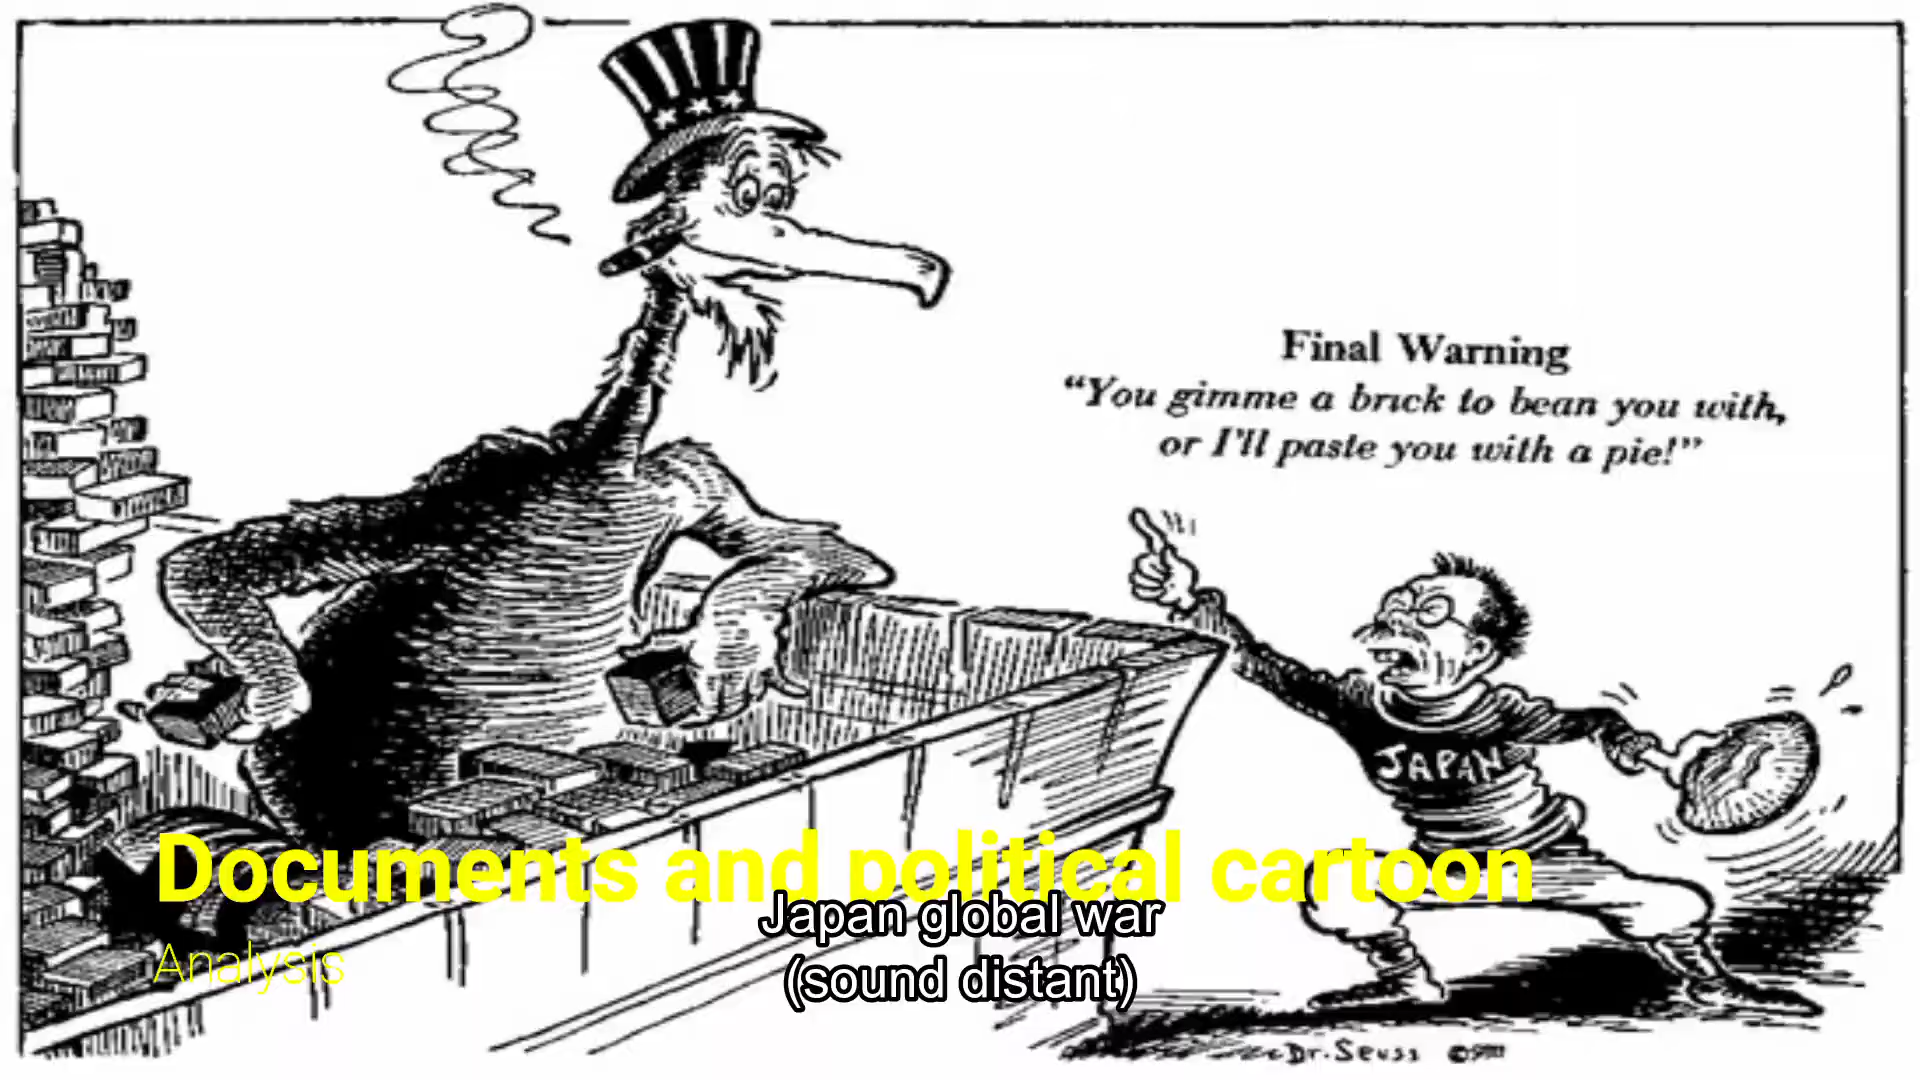 Final Warning
“You gimme a brick to bean you with,
or I'll paste you with a pie!”
JAPAN
Documents and political cartoon
Japan global war
Analysis
(sound distant)
Dr. Seuss ©